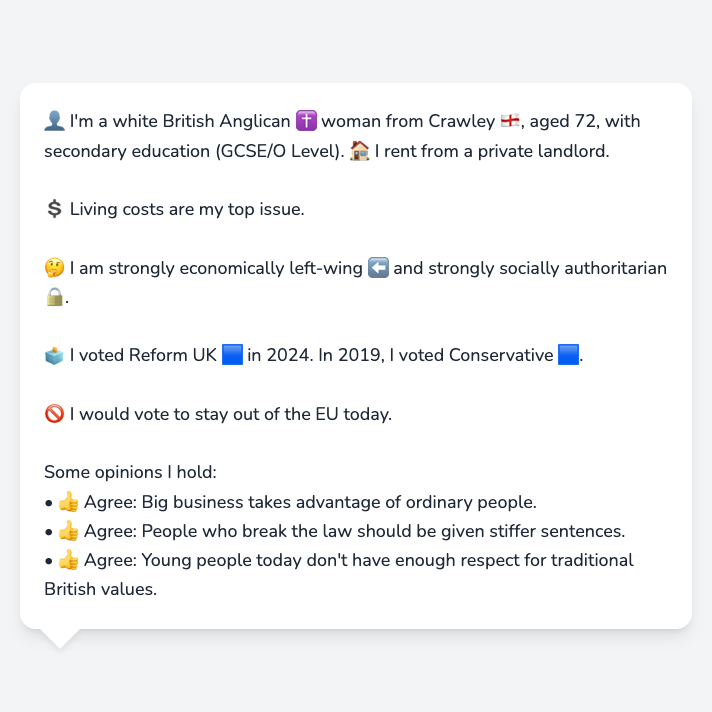 👤 I'm a white British Anglican ✝️ woman from Crawley 🏴󠁧󠁢󠁥󠁮󠁧󠁿, aged 72, with
secondary education (GCSE/O Level). 🏠 I rent from a private landlord.
💲 Living costs are my top issue.
🤔 I am strongly economically left-wing ⬅️ and strongly socially authoritarian
🔒.
🗳️ I voted Reform UK 🟦 in 2024. In 2019, I voted Conservative 🟦.
🚫 I would vote to stay out of the EU today.
Some opinions I hold:
• 👍 Agree: Big business takes advantage of ordinary people.
• 👍 Agree: People who break the law should be given stiffer sentences.
• 👍 Agree: Young people today don't have enough respect for traditional
British values.